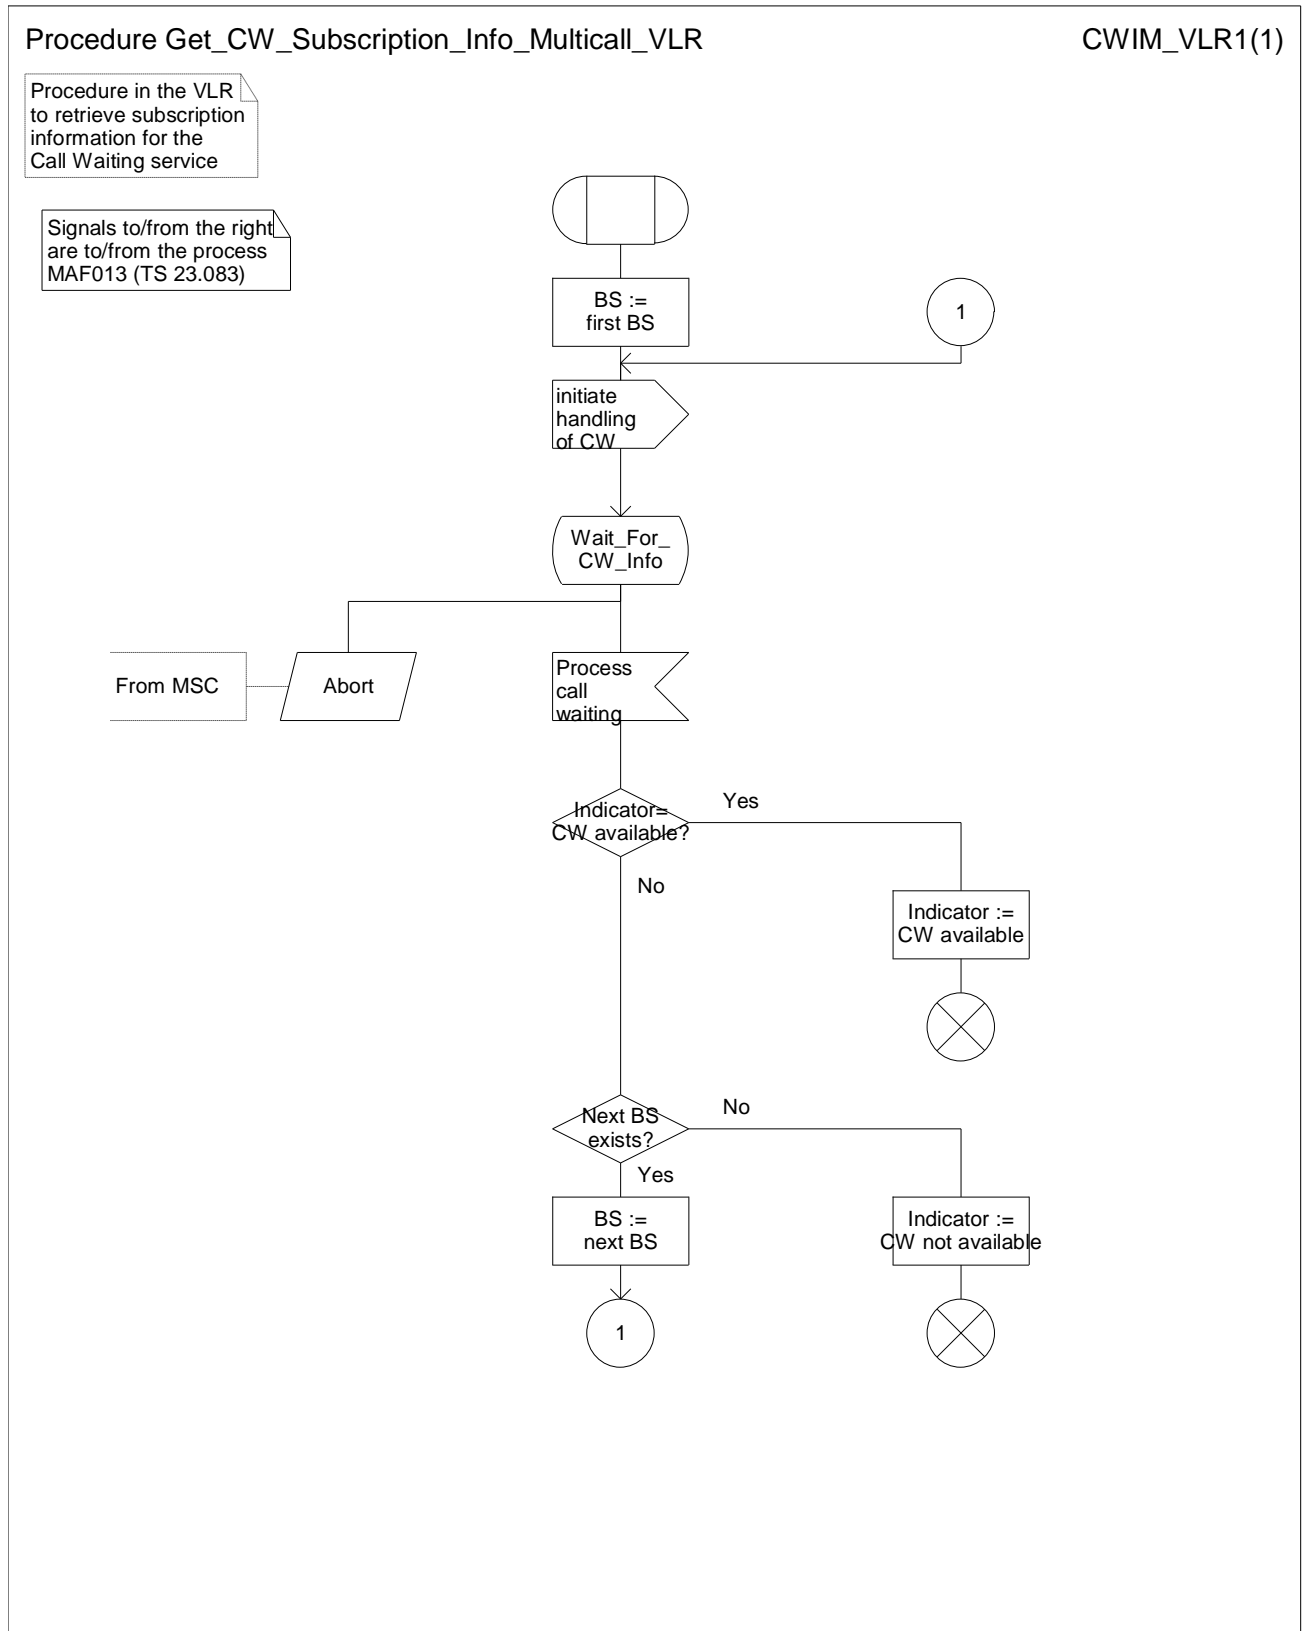 Procedure Get_CW_Subscription_Info_Multicall_VLR
CWIM_VLR1(1)
Procedure in the VLR
to retrieve subscription
information for the
Call Waiting service
Signals to/from the right
are to/from the process
MAF013 (TS 23.083)
BS :=
first BS
1
initiate
handling
of CW
Wait_For_
CW_Info
From MSC
Abort
Process
call
waiting
Indicator=
CW available?
Yes
No
Indicator :=
CW available
Next BS
exists?
No
Yes
BS :=
next BS
Indicator :=
CW not available
1